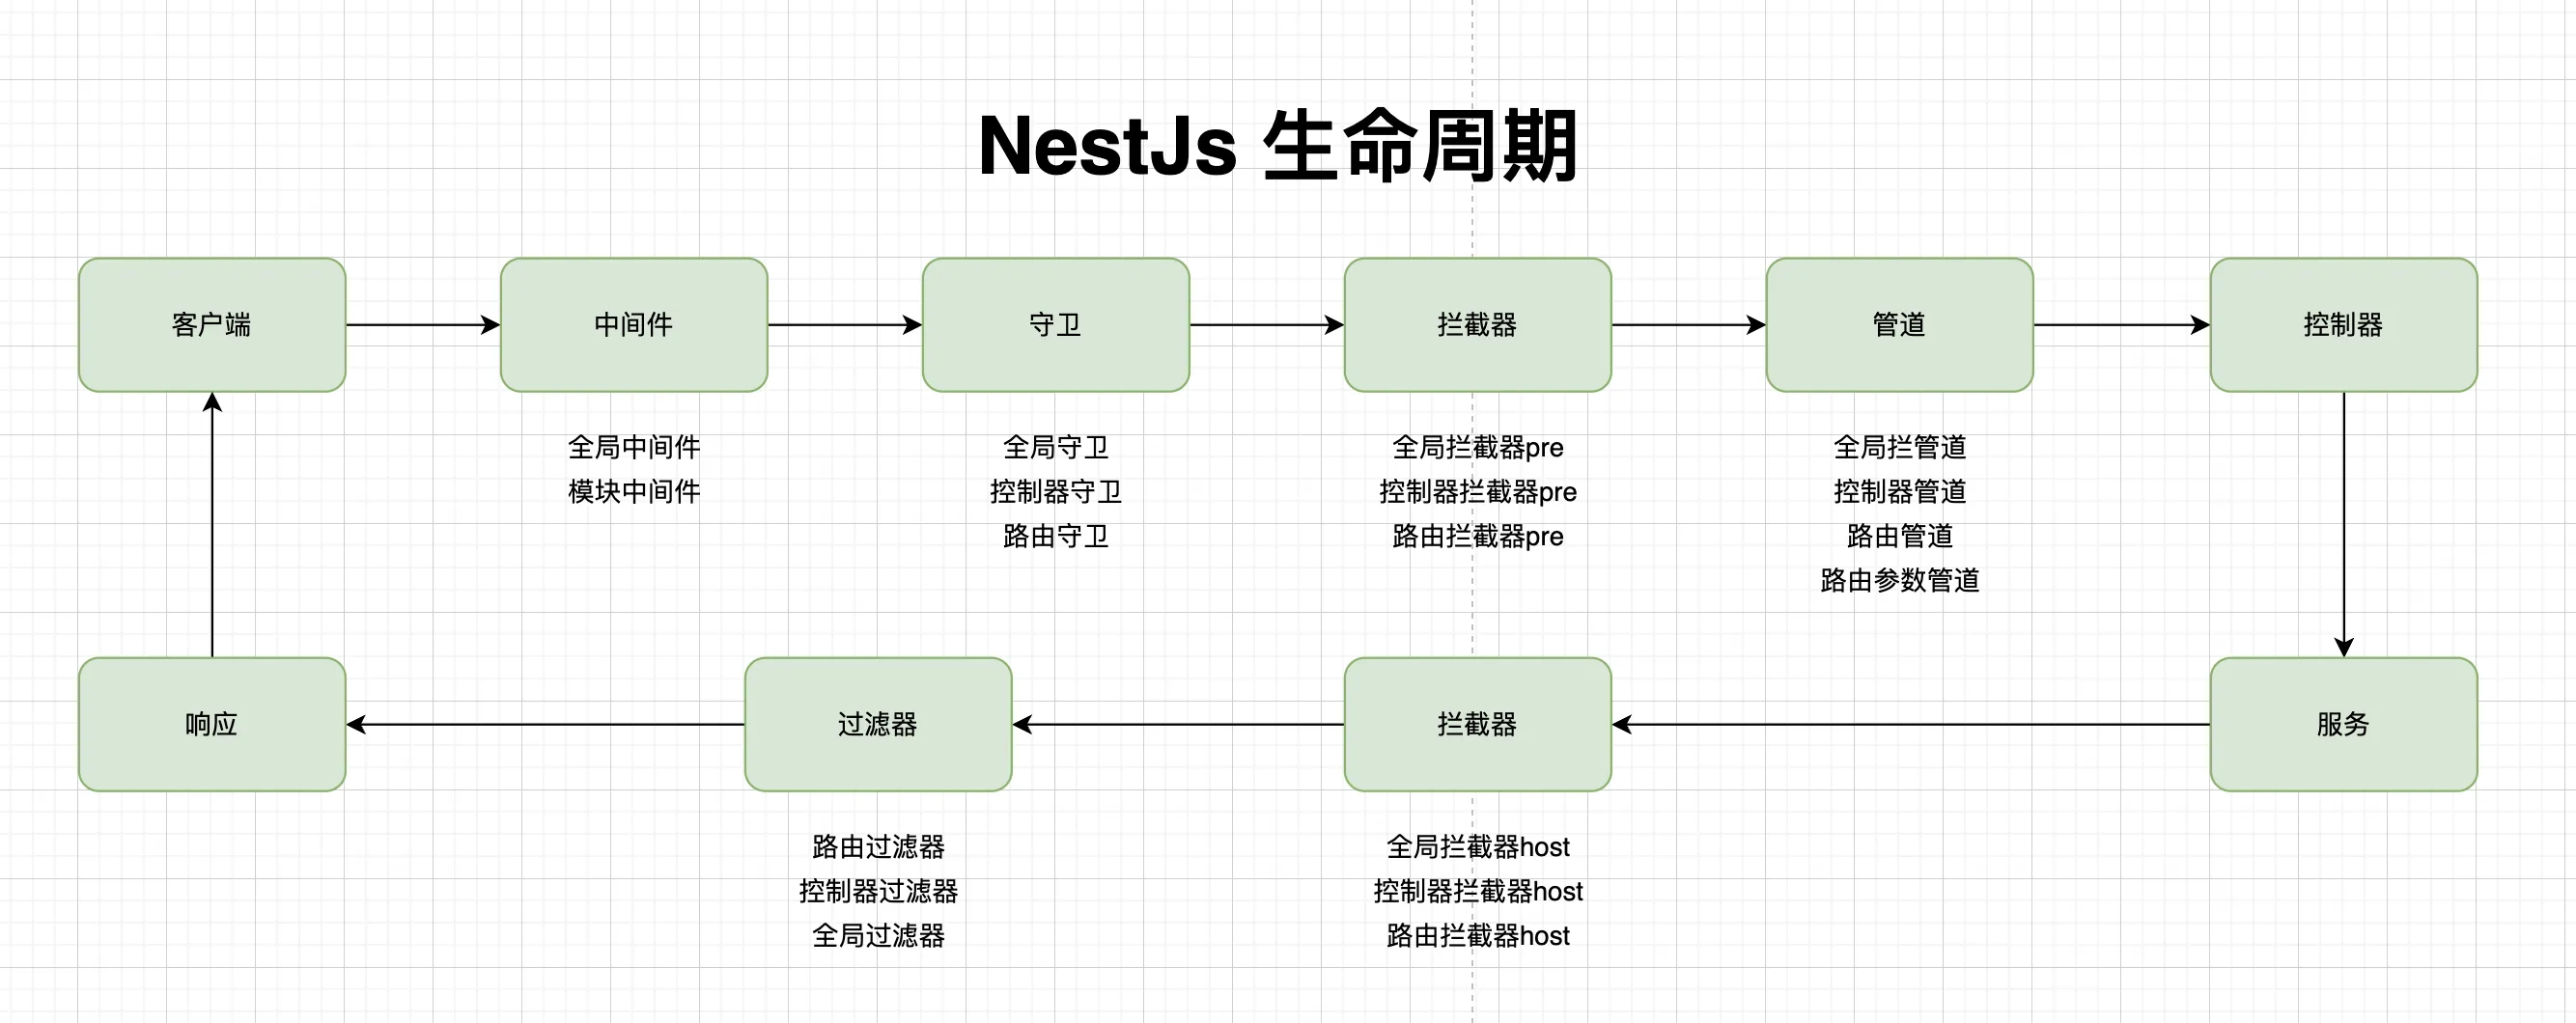 NestJs 生命周期
客户端
中间件
守卫
拦截器
管道
控制器
全局中间件
模块中间件
全局守卫
控制器守卫
路由守卫
全局拦截器pre
控制器拦截器pre
路由拦截器pre
全局拦管道
控制器管道
路由管道
路由参数管道
响应
过滤器
拦截器
服务
路由过滤器
控制器过滤器
全局过滤器
全局拦截器host
控制器拦截器host
路由拦截器host